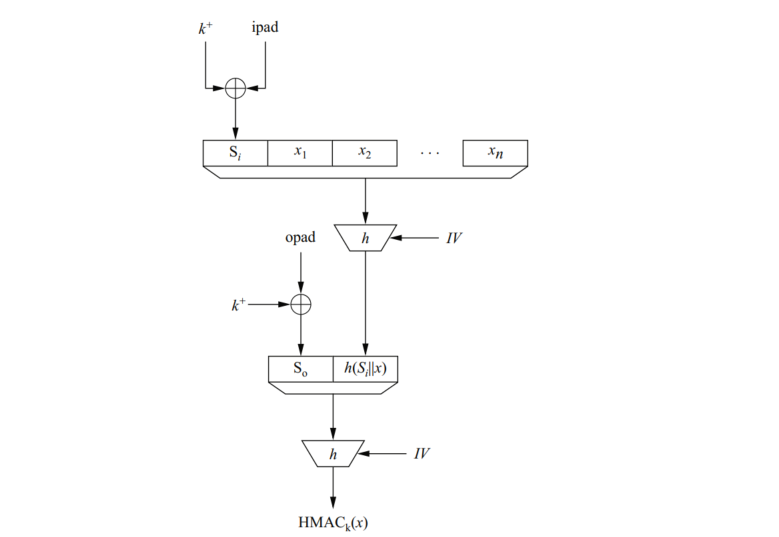 k⁺ ipad
Sᵢ x₁ x₂ . . . xₙ
h IV
opad
k⁺
Sₒ h(Sᵢ||x)
h IV
HMACₖ(x)